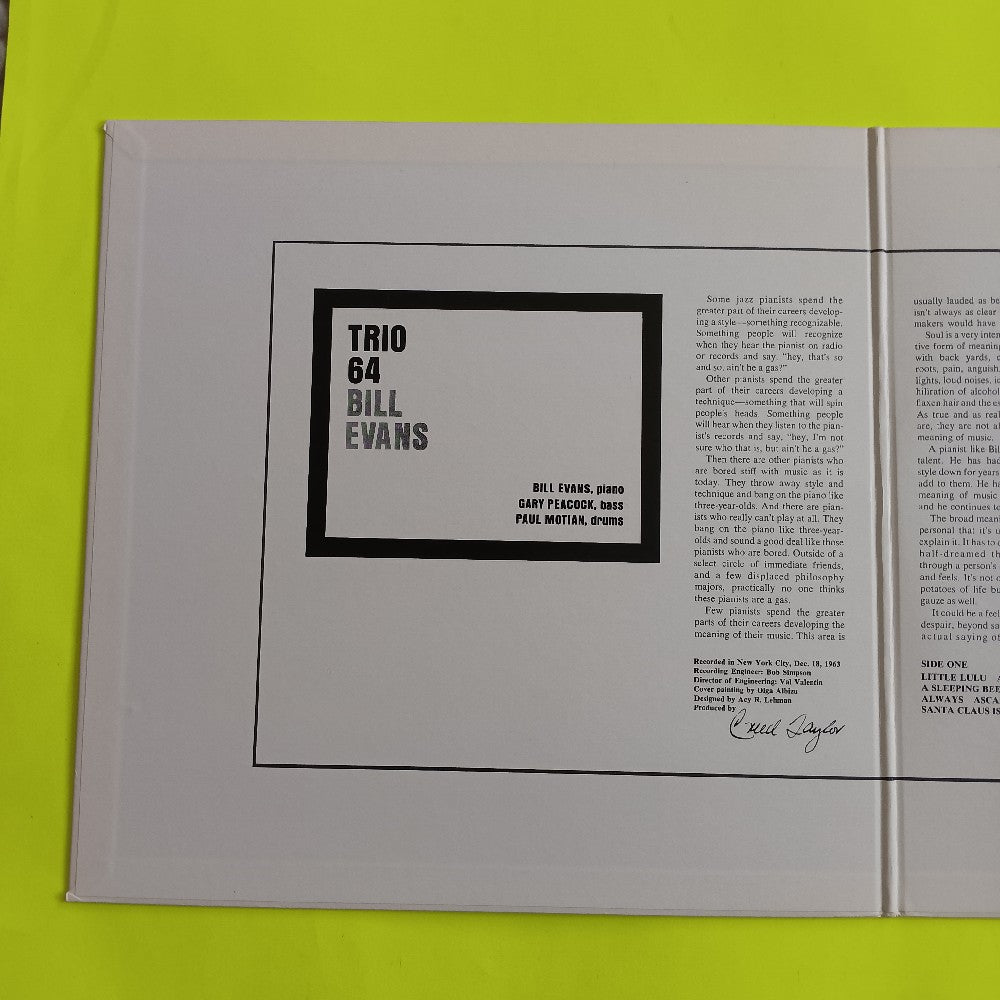 TRIO
64
BILL
EVANS
BILL EVANS, piano
GARY PEACOCK, bass
PAUL MOTIAN, drums
Some jazz pianists spend the
greater part of their careers develop-
ing a style—something recognizable.
Something people will recognize
when they hear the pianist on radio
or records and say, "hey, that's so
and so, ain't he a gas?"
Other pianists spend the greater
part of their careers developing a
technique—something that will spin
people's heads. Something people
will hear when they listen to the pian-
ist's records and say, "hey, I'm not
sure who that is, but ain't he a gas?"
Then there are other pianists who
are bored stiff with music as it is
today. They throw away style and
technique and bang on the piano like
three-year-olds. And there are pian-
ists who really can't play at all. They
bang on the piano like three-year-
olds and sound a good deal like those
pianists who are bored. Outside of a
select circle of immediate friends,
and a few displaced philosophy
majors, practically no one thinks
these pianists are a gas.
Few pianists spend the greater
parts of their careers developing the
meaning of their music. This area is
Recorded in New York City, Dec. 18, 1963
Recording Engineer: Bob Simpson
Director of Engineering: Val Valentin
Cover painting by Olga Albizu
Designed by Acy R. Lehman
Produced by
Creed Taylor
usually lauded as be
isn't always as clear
makers would have
Soul is a very inten
tive form of meaning
with back yards,
roots, pain, anguish
lights, loud noises,
hiliration of alcohol
flaxen hair and the es
As true and as real
are, they are not al
meaning of music.
A pianist like Bil
talent. He has had
style down for years
add to them. He ha
meaning of music
and he continues to
The broad meani
personal that it's u
explain it. It has to
half-dreamed th
through a person's
and feels. It's not
potatoes of life bu
gauze as well.
It could be a feel
despair, beyond sa
actual saying of
SIDE ONE
LITTLE LULU
A SLEEPING BEE
ALWAYS ASCA
SANTA CLAUS IS